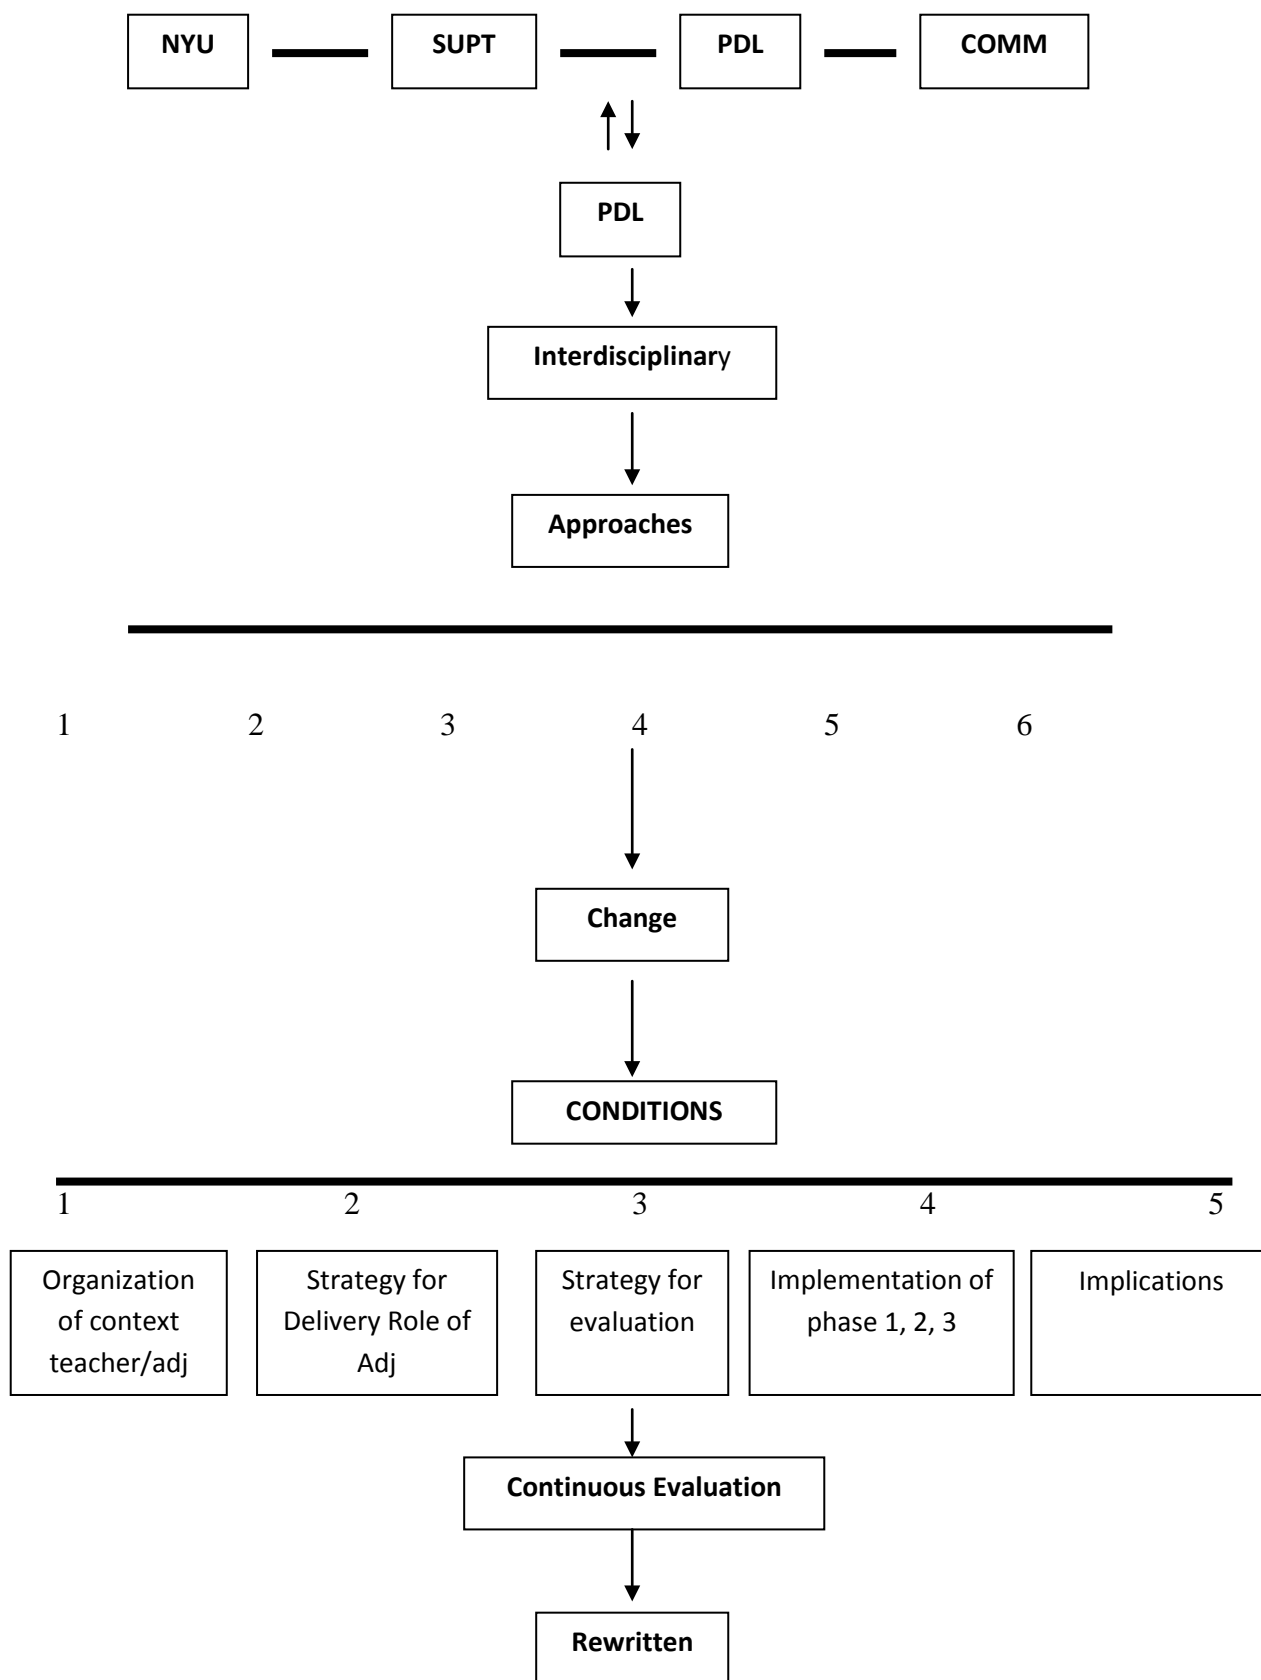 NYU SUPT PDL COMM
PDL
Interdisciplinary
Approaches
1 2 3 4 5 6
Change
CONDITIONS
1 2 3 4 5
Organization
of context
teacher/adj
Strategy for
Delivery Role of
Adj
Strategy for
evaluation
Implementation of
phase 1, 2, 3
Implications
Continuous Evaluation
Rewritten